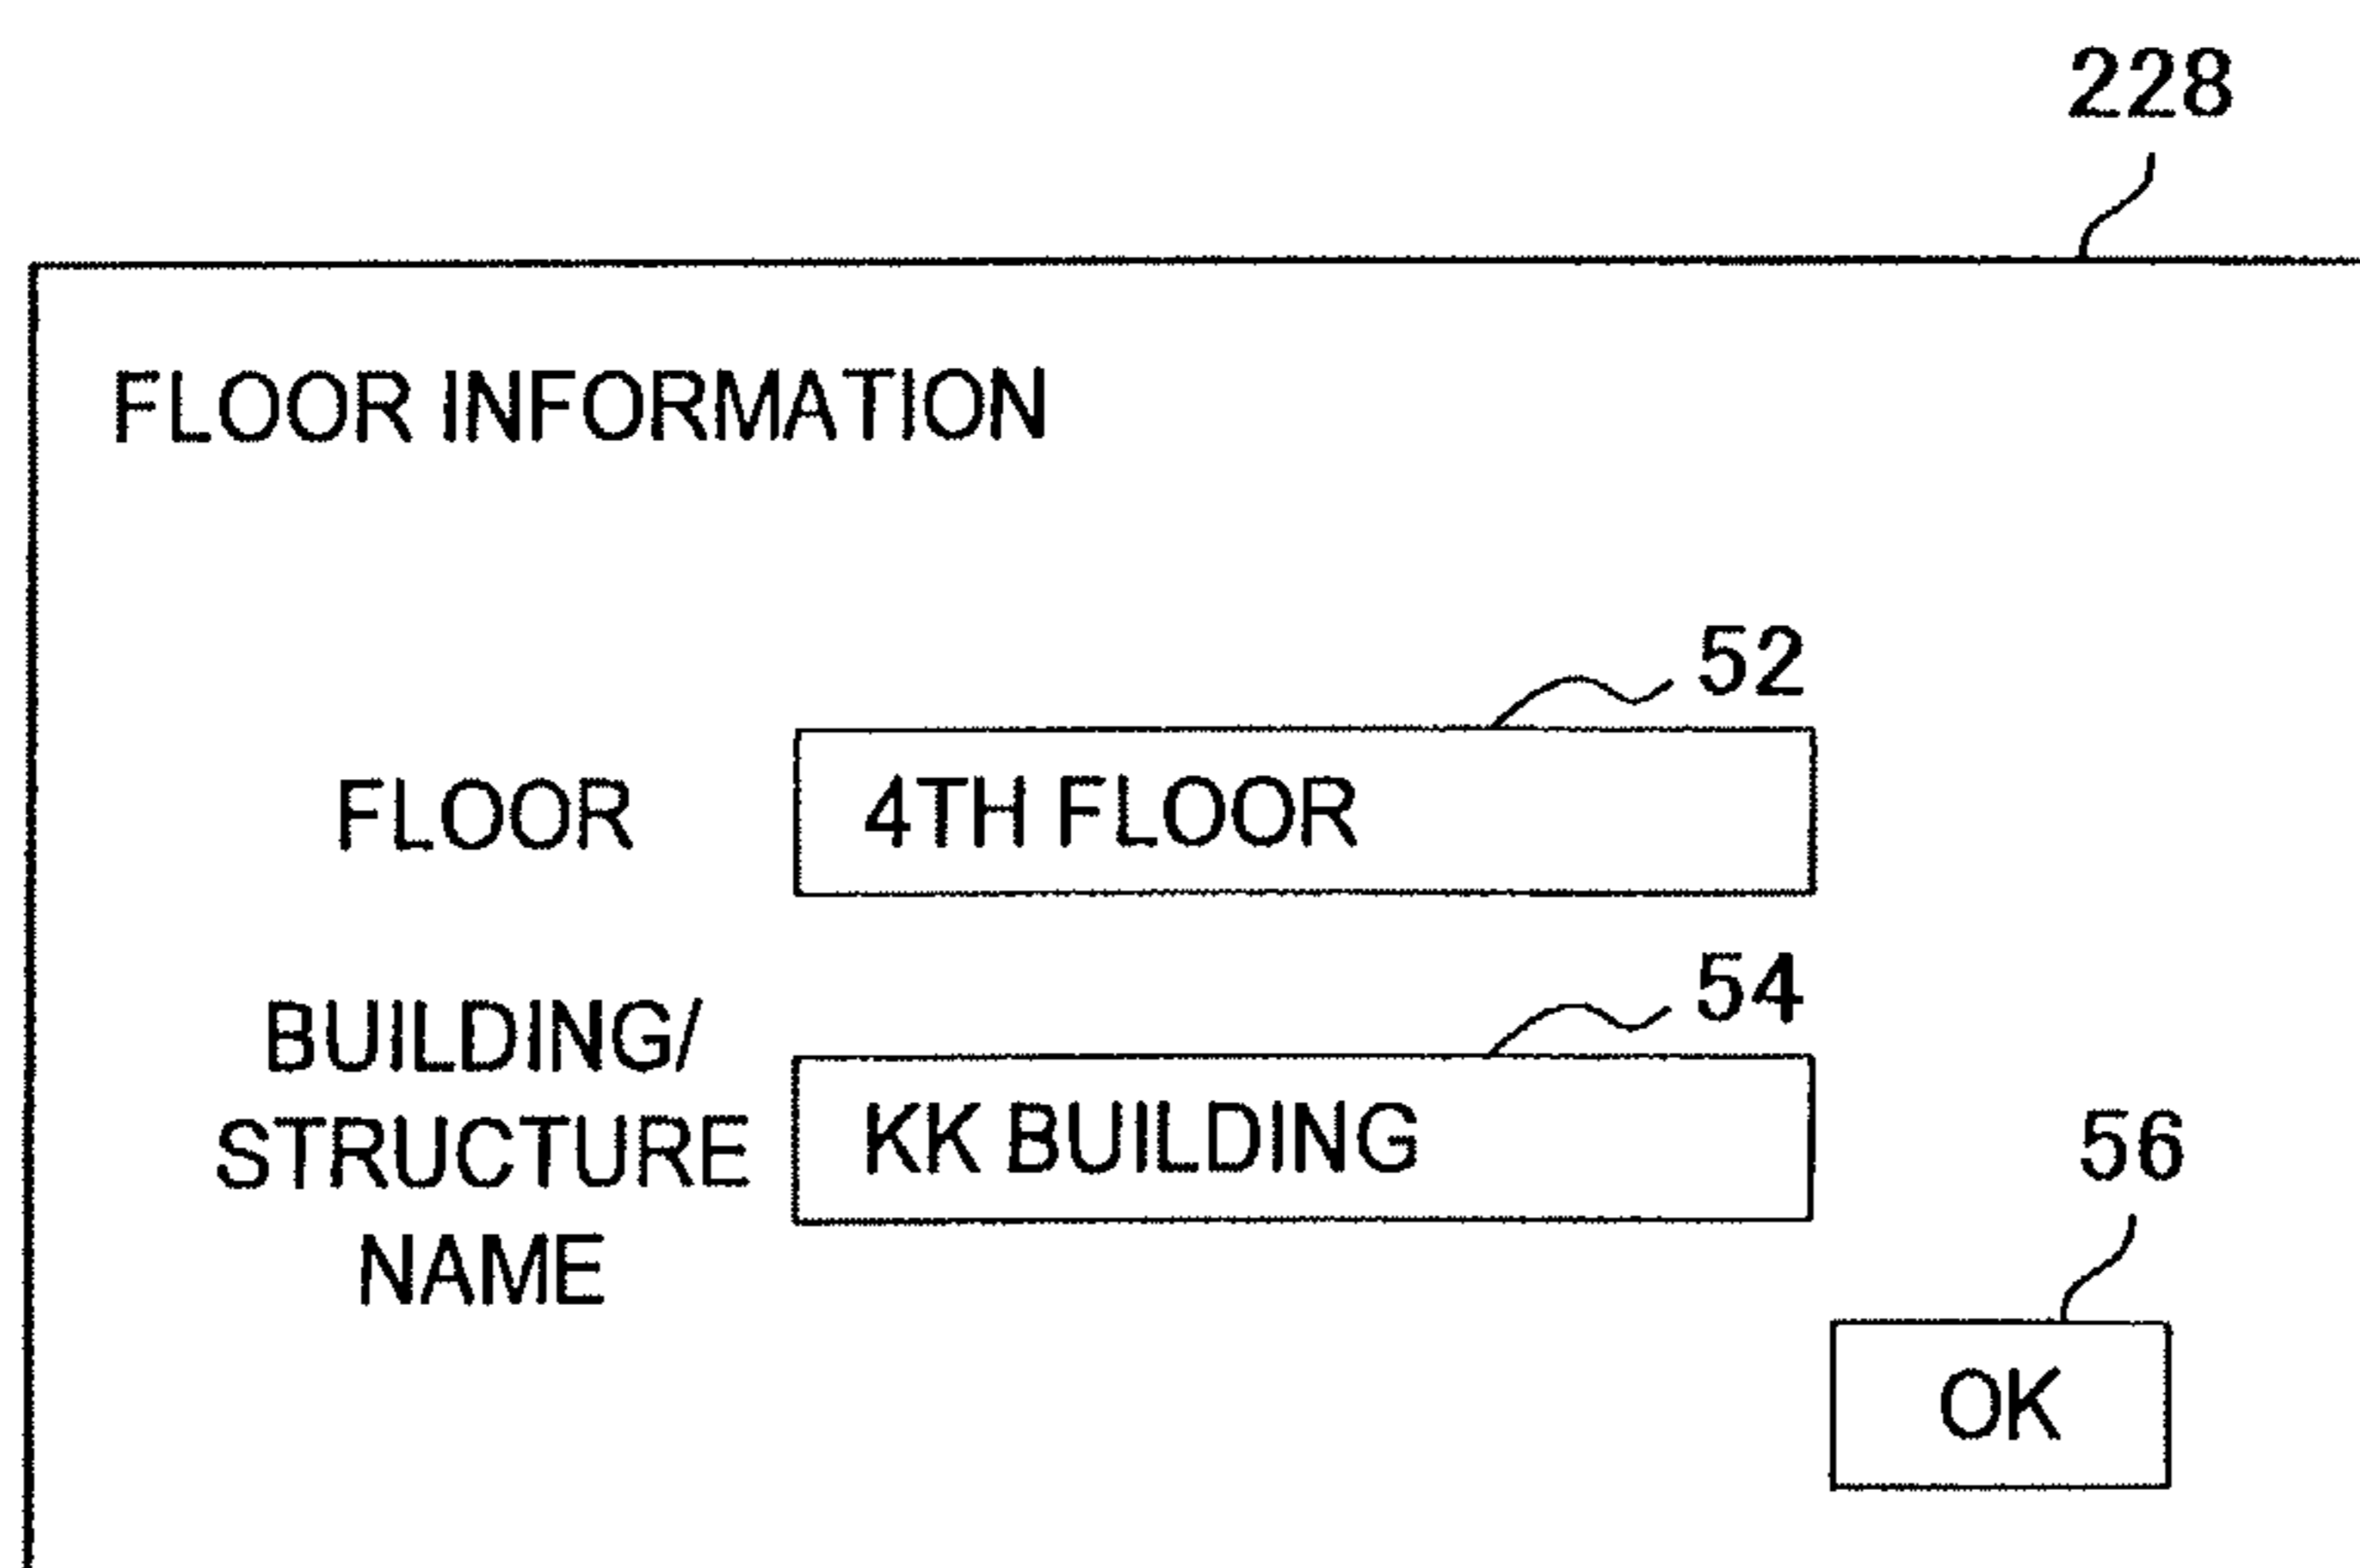 228
FLOOR INFORMATION
52
FLOOR
4TH FLOOR
54
BUILDING/
STRUCTURE
NAME
KK BUILDING
56
OK